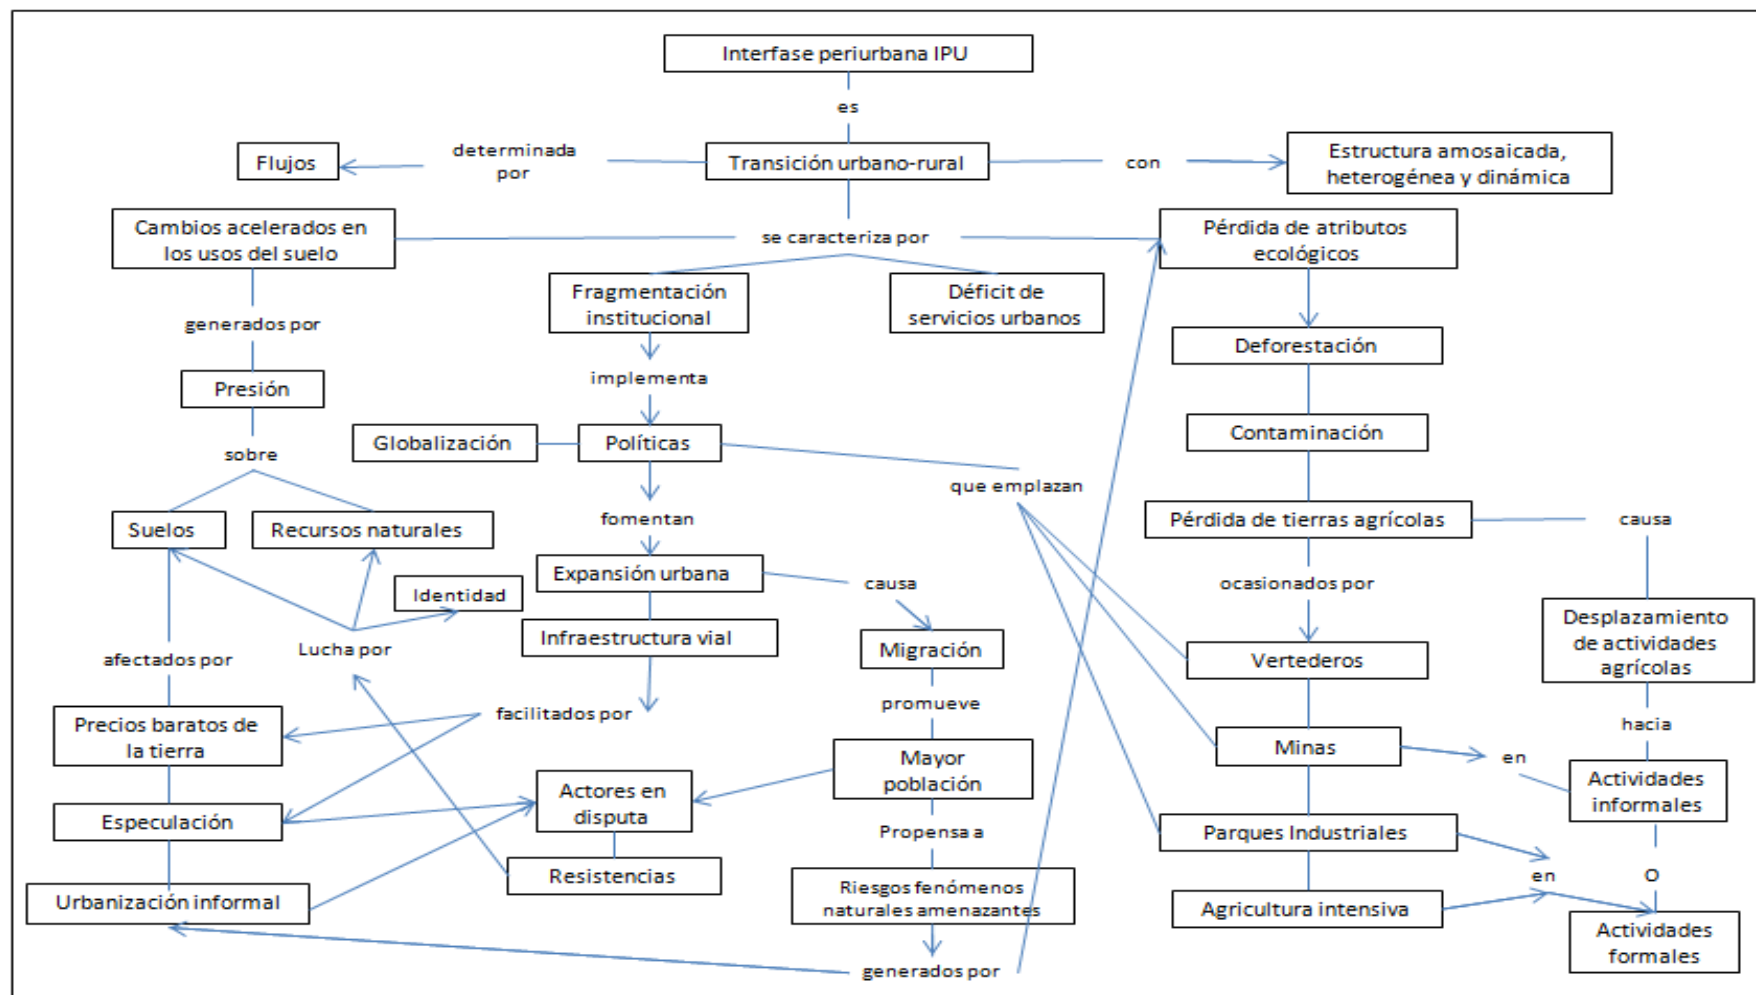 Interfase periurbana IPU
es
Flujos
determinada
por
Transición urbano-rural
con
Estructura amosaicada,
heterogénea y dinámica
Cambios acelerados en
los usos del suelo
se caracteriza por
Pérdida de atributos
ecológicos
Fragmentación
institucional
Déficit de
servicios urbanos
generados por
Deforestación
Presión
implementa
Globalización
Políticas
Contaminación
sobre
que emplazan
Suelos
Recursos naturales
fomentan
Pérdida de tierras agrícolas
causa
Expansión urbana
causa
ocasionados por
Identidad
Infraestructura vial
Desplazamiento
de actividades
agrícolas
afectados por
Lucha por
Migración
Vertederos
Precios baratos de
la tierra
facilitados por
promueve
hacia
Mayor
población
Minas
en
Actividades
informales
Especulación
Actores en
disputa
Propensa a
Parques Industriales
Resistencias
en
O
Urbanización informal
Riesgos fenómenos
naturales amenazantes
Agricultura intensiva
Actividades
formales
generados por